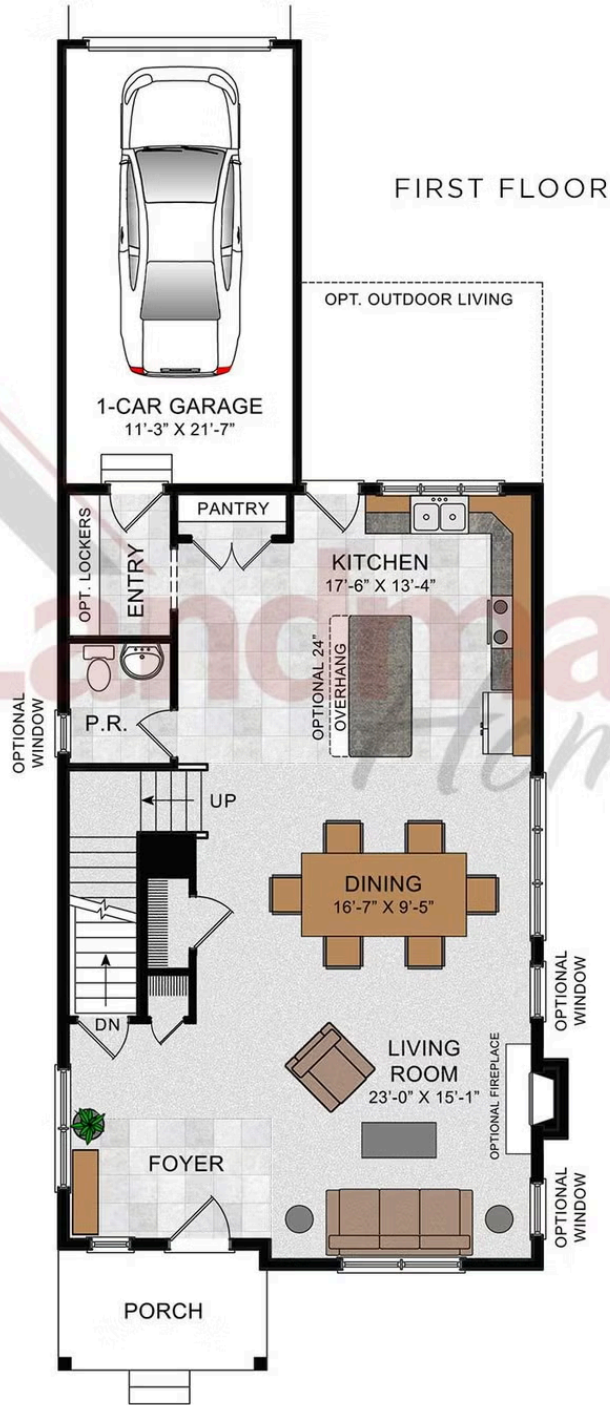 FIRST FLOOR
OPT. OUTDOOR LIVING
1-CAR GARAGE
11'-3" X 21'-7"
PANTRY
OPT. LOCKERS
ENTRY
KITCHEN
17'-6" X 13'-4"
OPTIONAL 24"
OVERHANG
P.R.
OPTIONAL
WINDOW
UP
DINING
16'-7" X 9'-5"
OPTIONAL
WINDOW
DN
LIVING
ROOM
23'-0" X 15'-1"
OPTIONAL FIREPLACE
FOYER
OPTIONAL
WINDOW
PORCH